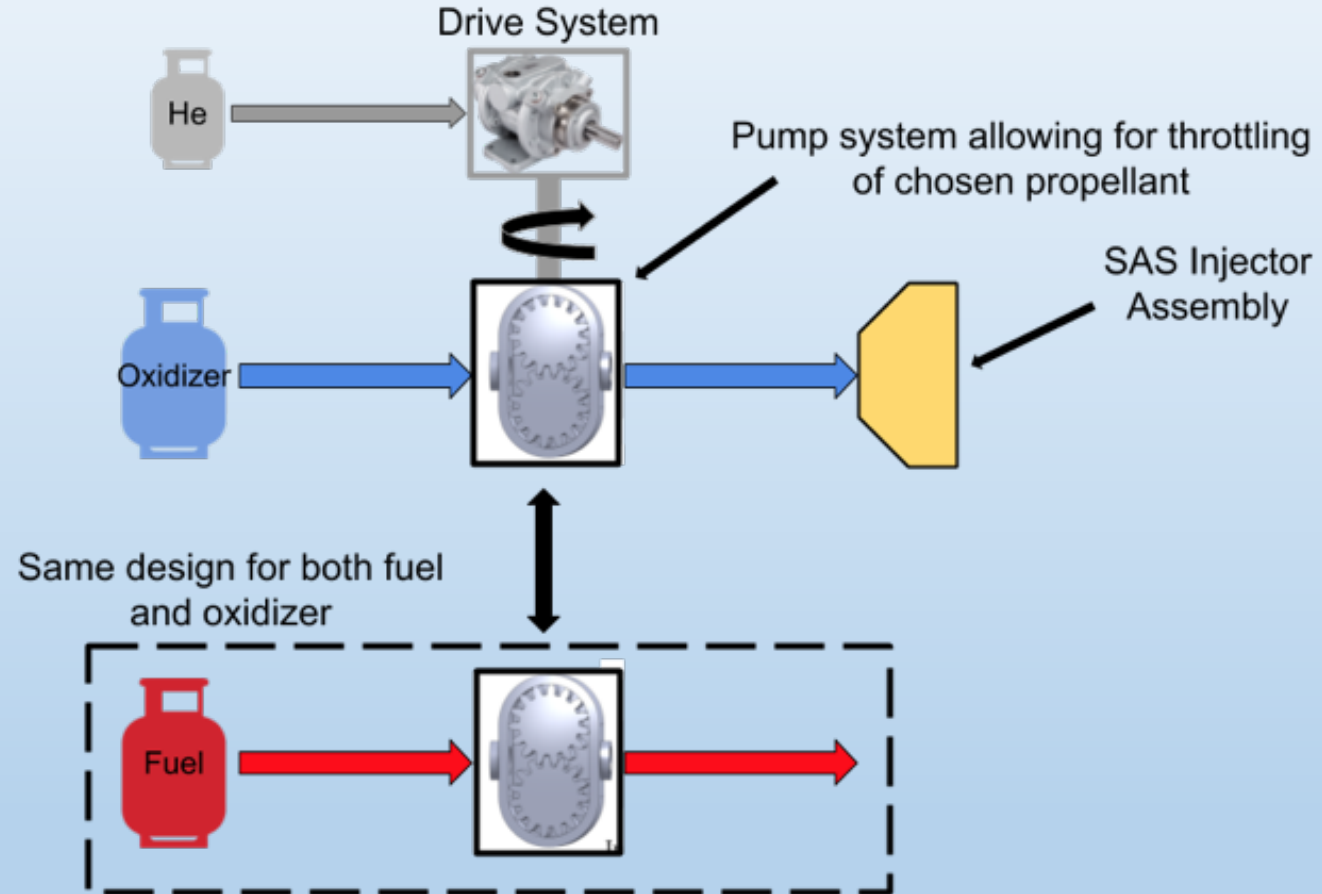 Drive System
He
Pump system allowing for throttling
of chosen propellant
SAS Injector
Assembly
Oxidizer
Same design for both fuel
and oxidizer
Fuel